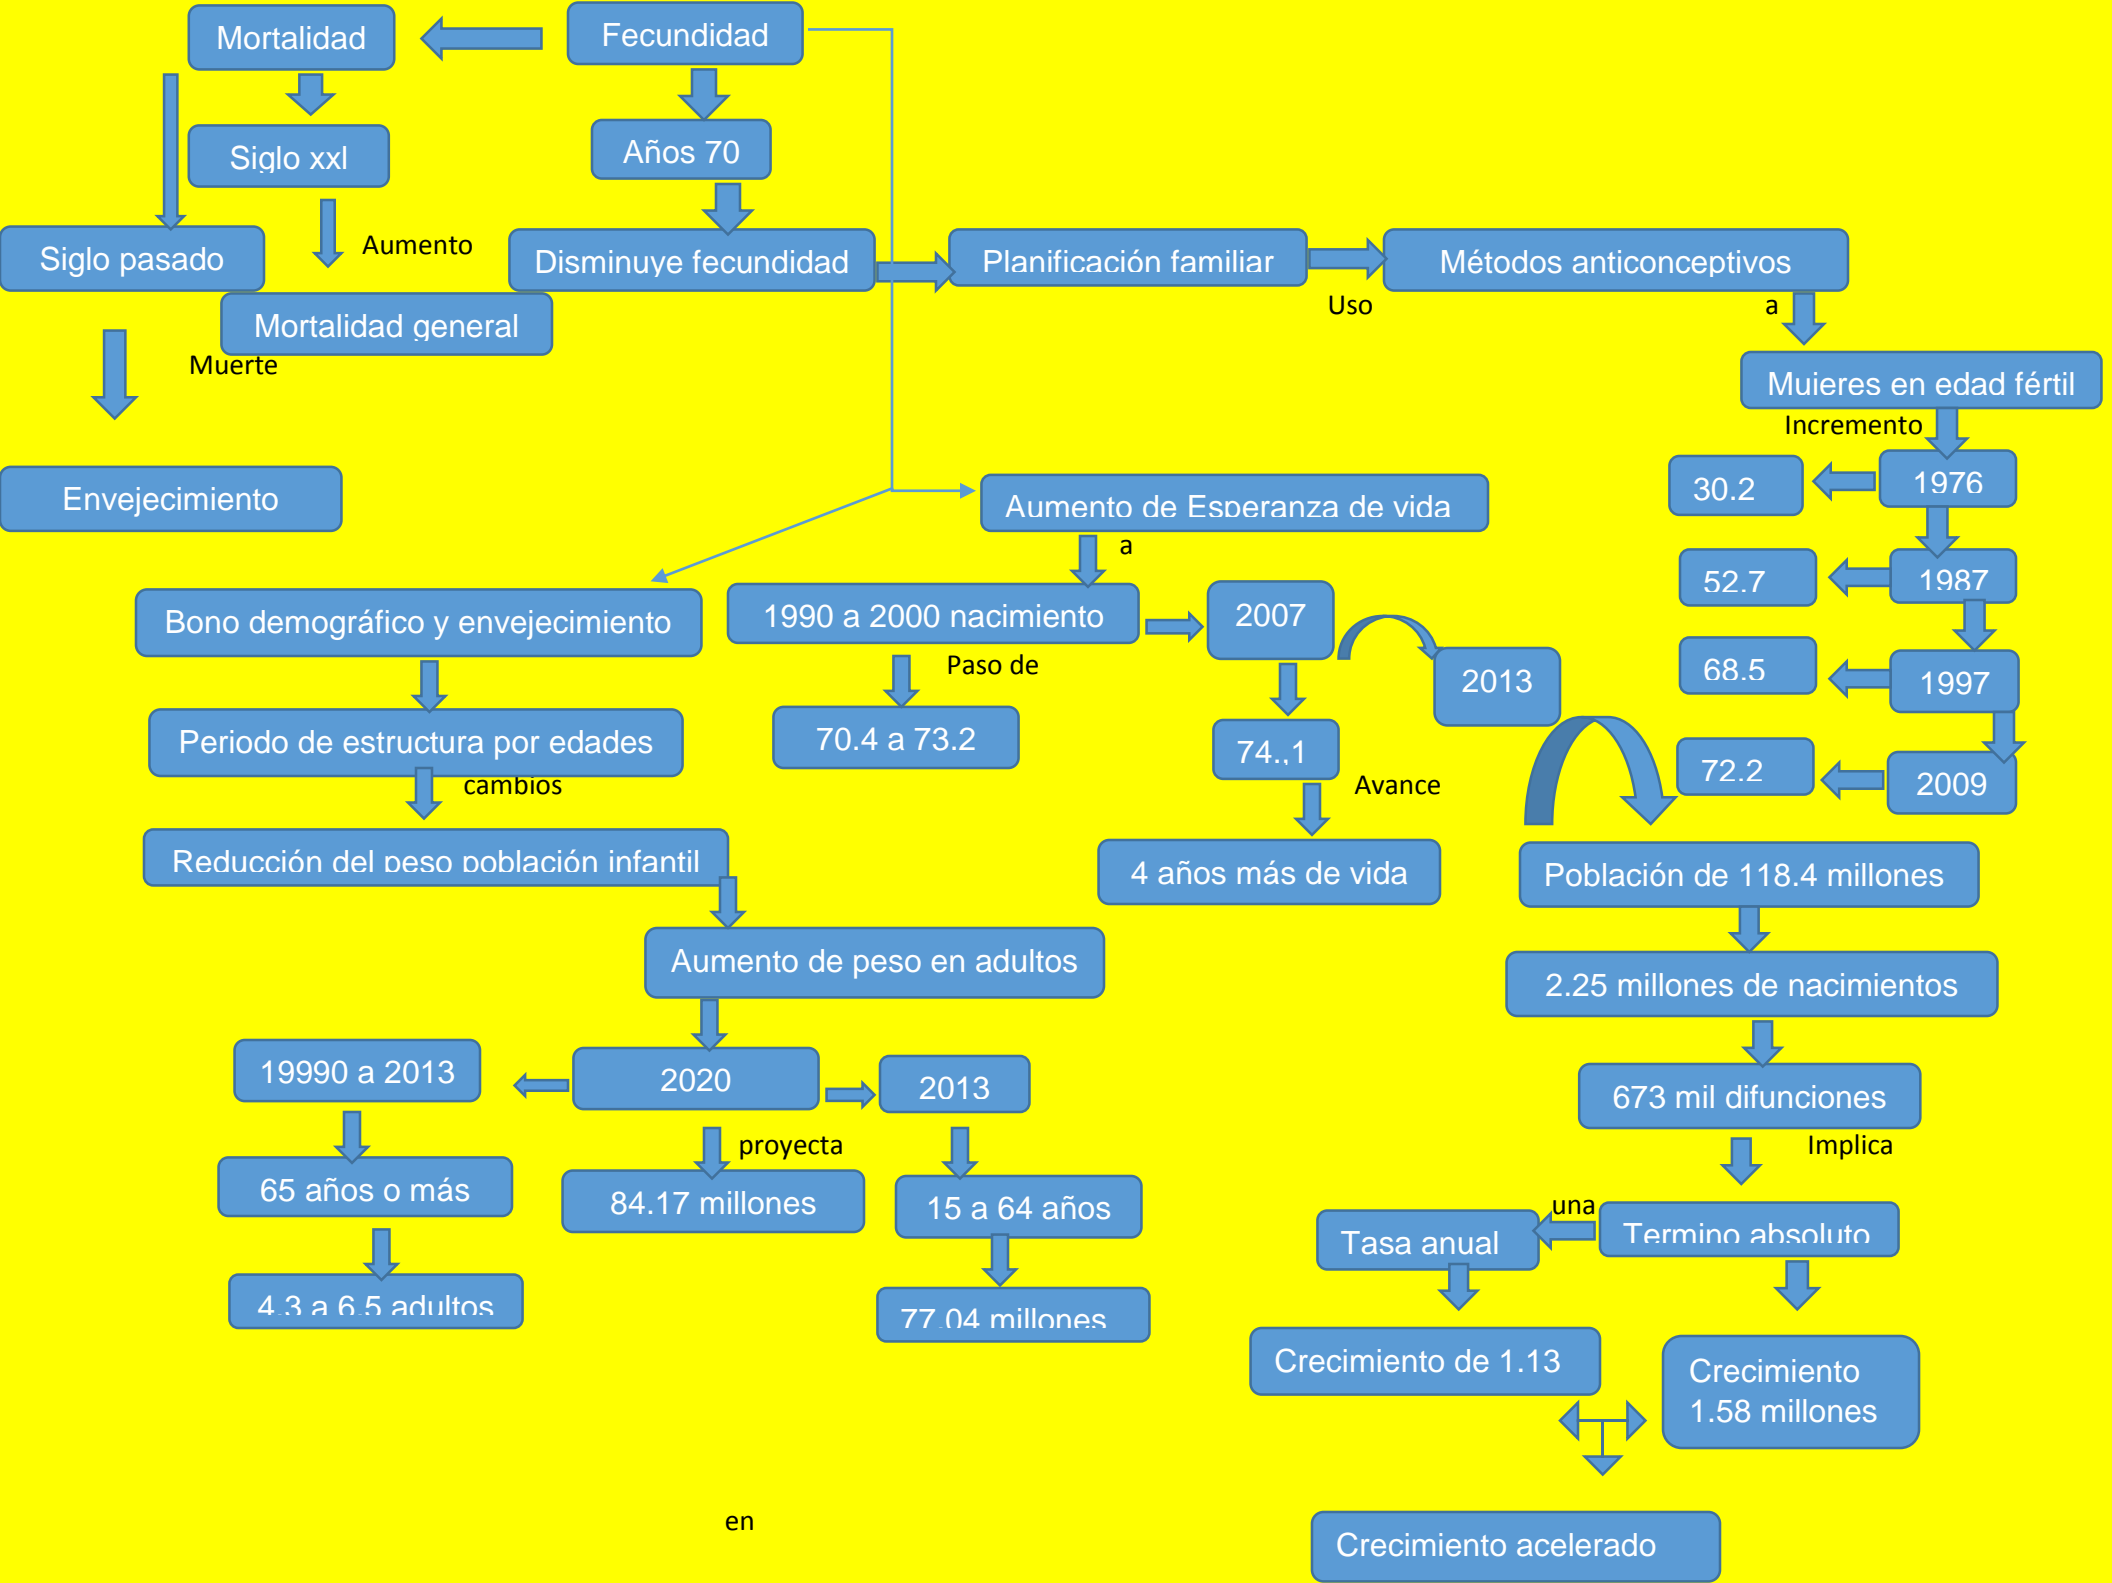 Mortalidad
Fecundidad
Siglo xxl
Años 70
Siglo pasado
Aumento
Disminuye fecundidad
Planificación familiar
Métodos anticonceptivos
Uso
a
Mortalidad general
Muerte
Mujeres en edad fértil
Incremento
Envejecimiento
Aumento de Esperanza de vida
30.2
1976
a
52.7
1987
Bono demográfico y envejecimiento
1990 a 2000 nacimiento
2007
Paso de
2013
68.5
1997
Periodo de estructura por edades
70.4 a 73.2
74.,1
72.2
2009
cambios
Avance
Reducción del peso población infantil
4 años más de vida
Población de 118.4 millones
Aumento de peso en adultos
2.25 millones de nacimientos
19990 a 2013
2020
2013
673 mil difunciones
proyecta
Implica
65 años o más
84.17 millones
15 a 64 años
una
Tasa anual
Termino absoluto
4.3 a 6.5 adultos
77.04 millones
Crecimiento de 1.13
Crecimiento
1.58 millones
en
Crecimiento acelerado